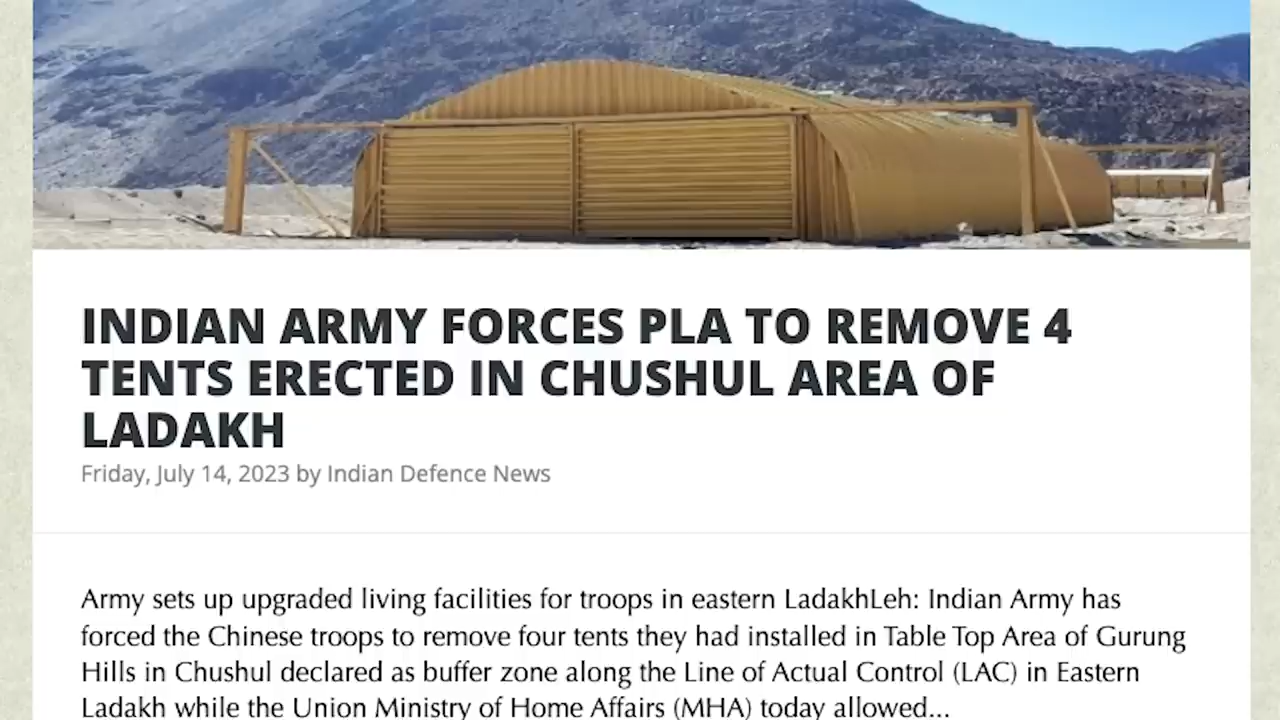 INDIAN ARMY FORCES PLA TO REMOVE 4
TENTS ERECTED IN CHUSHUL AREA OF
LADAKH
Friday, July 14, 2023 by Indian Defence News
Army sets up upgraded living facilities for troops in eastern LadakhLeh: Indian Army has
forced the Chinese troops to remove four tents they had installed in Table Top Area of Gurung
Hills in Chushul declared as buffer zone along the Line of Actual Control (LAC) in Eastern
Ladakh while the Union Ministry of Home Affairs (MHA) today allowed...